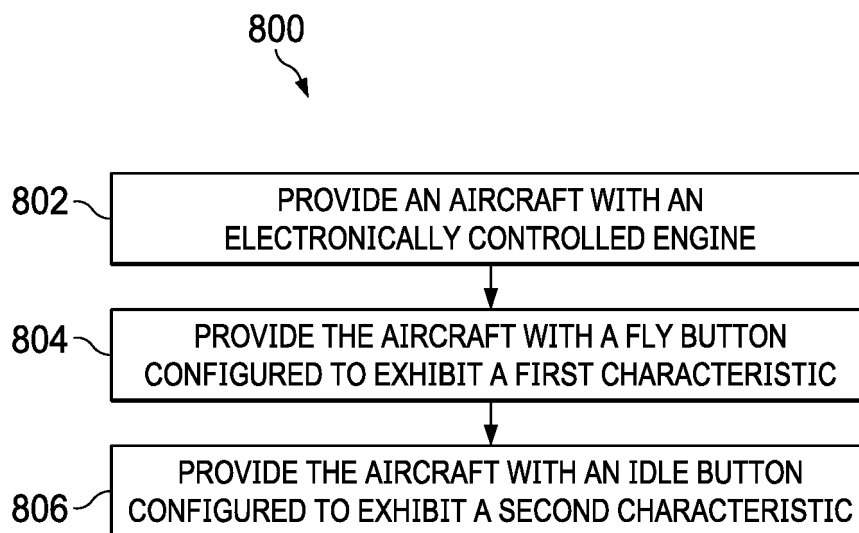 800
802
PROVIDE AN AIRCRAFT WITH AN
ELECTRONICALLY CONTROLLED ENGINE
804
PROVIDE THE AIRCRAFT WITH A FLY BUTTON
CONFIGURED TO EXHIBIT A FIRST CHARACTERISTIC
806
PROVIDE THE AIRCRAFT WITH AN IDLE BUTTON
CONFIGURED TO EXHIBIT A SECOND CHARACTERISTIC